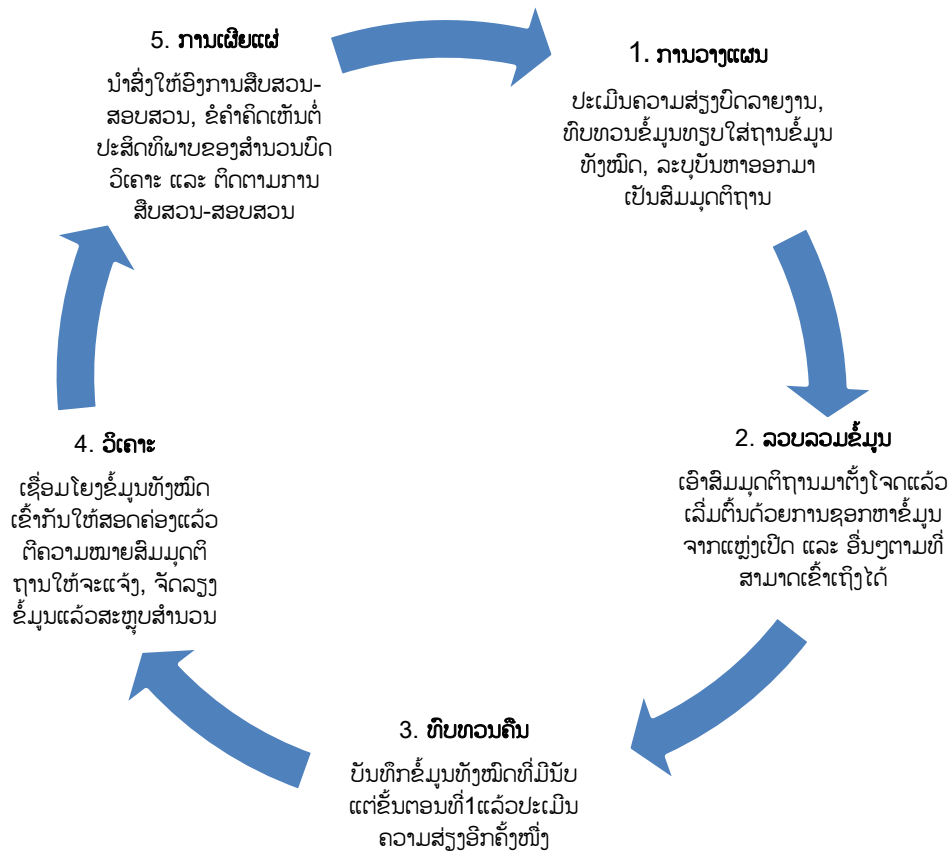 1. ການວາງແຜນ
ປະເມີນຄວາມສ່ຽງບົດລາຍງານ,
ທົບທວນຂໍ້ມູນທຽບໃສ່ຖານຂໍ້ມູນ
ທັງໝົດ, ລະບຸບັນຫາອອກມາ
ເປັນສົມມຸດຕິຖານ
2. ລວບລວມຂໍ້ມູນ
ເອົາສົມມຸດຕິຖານມາຕັ້ງໂຈດແລ້ວ
ເລີ່ມຕົ້ນດ້ວຍການຊອກຫາຂໍ້ມູນ
ຈາກແຫຼ່ງເປີດ ແລະ ອື່ນໆຕາມທີ່
ສາມາດເຂົ້າເຖິງໄດ້
3. ທົບທວນຄືນ
ບັນທຶກຂໍ້ມູນທັງໝົດທີ່ມີນັບ
ແຕ່ຂັ້ນຕອນທີ1ແລ້ວປະເມີນ
ຄວາມສ່ຽງອີກຄັ້ງໜຶ່ງ
4. ວິເຄາະ
ເຊື່ອມໂຍງຂໍ້ມູນທັງໝົດ
ເຂົ້າກັນໃຫ້ສອດຄ່ອງແລ້ວ
ຕີຄວາມໝາຍສົມມຸດຕິ
ຖານໃຫ້ຈະແຈ້ງ, ຈັດລຽງ
ຂໍ້ມູນແລ້ວສະຫຼຸບສຳນວນ
5. ການເຜີຍແຜ່
ນຳສົ່ງໃຫ້ອົງການສືບສວນ-
ສອບສວນ, ຂໍຄຳຄິດເຫັນຕໍ່
ປະສິດທິພາບຂອງສຳນວນບົດ
ວິເຄາະ ແລະ ຕິດຕາມການ
ສືບສວນ-ສອບສວນ